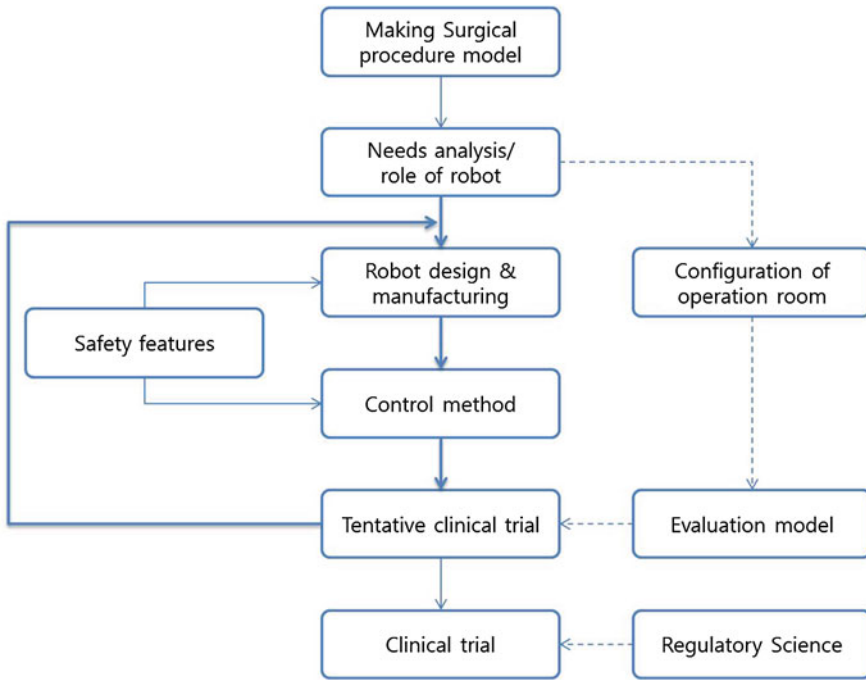 Making Surgical
procedure model
Needs analysis/
role of robot
Robot design &
manufacturing
Configuration of
operation room
Safety features
Control method
Tentative clinical trial
Evaluation model
Clinical trial
Regulatory Science